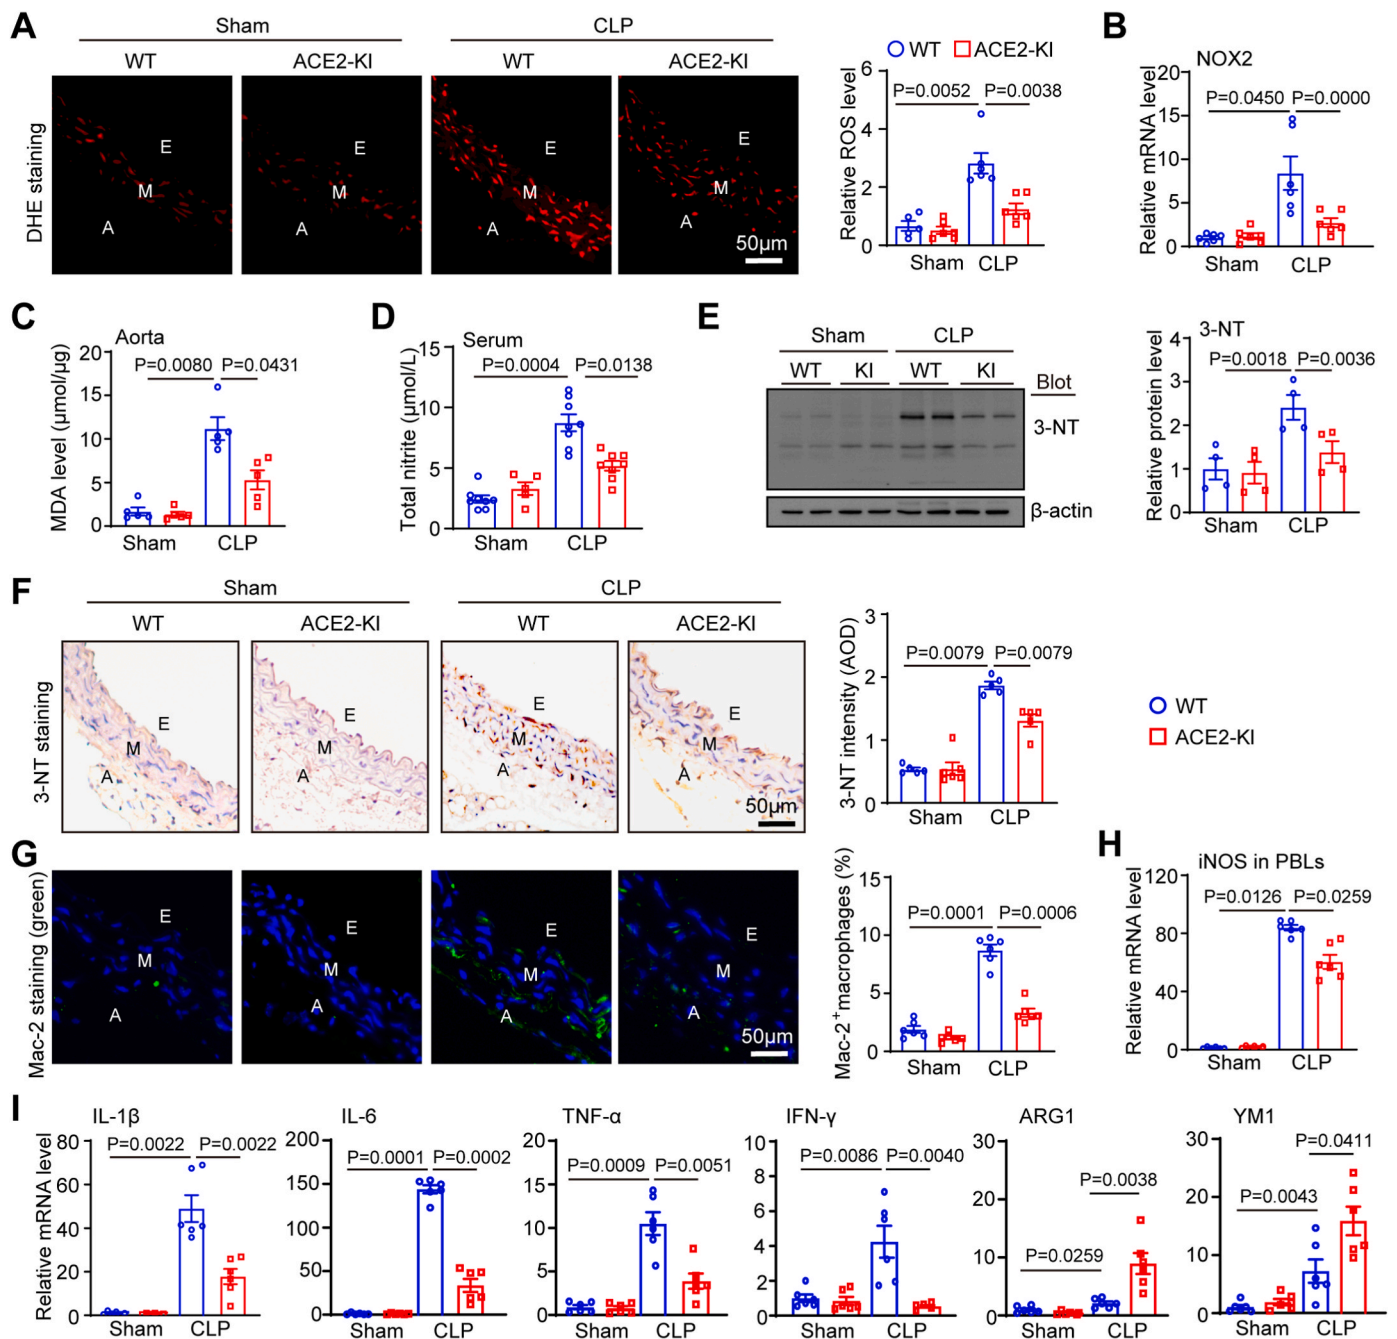 A
Sham
CLP
WT
ACE2-KI
WT
ACE2-KI
DHE staining
E
M
A
E
M
A
E
M
A
E
M
A
50μm
WT
ACE2-KI
Relative ROS level
6
4
2
0
P=0.0052
P=0.0038
Sham
CLP
B
NOX2
Relative mRNA level
20
15
10
5
0
P=0.0450
P=0.0000
Sham
CLP
C
Aorta
MDA level (μmol/μg)
20
15
10
5
0
P=0.0080
P=0.0431
Sham
CLP
D
Serum
Total nitrite (μmol/L)
15
10
5
0
P=0.0004
P=0.0138
Sham
CLP
E
Sham
CLP
WT
KI
WT
KI
Blot
3-NT
β-actin
3-NT
Relative protein level
4
3
2
1
0
P=0.0018
P=0.0036
Sham
CLP
F
Sham
CLP
WT
ACE2-KI
WT
ACE2-KI
3-NT staining
E
M
A
E
M
A
E
M
A
E
M
A
50μm
3-NT intensity (AOD)
3
2
1
0
P=0.0079
P=0.0079
Sham
CLP
WT
ACE2-KI
G
Mac-2 staining (green)
E
M
A
E
M
A
E
M
A
E
M
A
50μm
Mac-2+macrophages (%)
15
10
5
0
P=0.0001
P=0.0006
Sham
CLP
H
iNOS in PBLs
Relative mRNA level
120
80
40
0
P=0.0126
P=0.0259
Sham
CLP
I
Relative mRNA level
IL-1β
80
60
40
20
0
P=0.0022
P=0.0022
Sham
CLP
IL-6
200
150
100
50
0
P=0.0001
P=0.0002
Sham
CLP
TNF-α
20
15
10
5
0
P=0.0009
P=0.0051
Sham
CLP
IFN-γ
10
8
6
4
2
0
P=0.0086
P=0.0040
Sham
CLP
ARG1
30
20
10
0
P=0.0259
P=0.0038
Sham
CLP
YM1
30
20
10
0
P=0.0043
P=0.0411
Sham
CLP